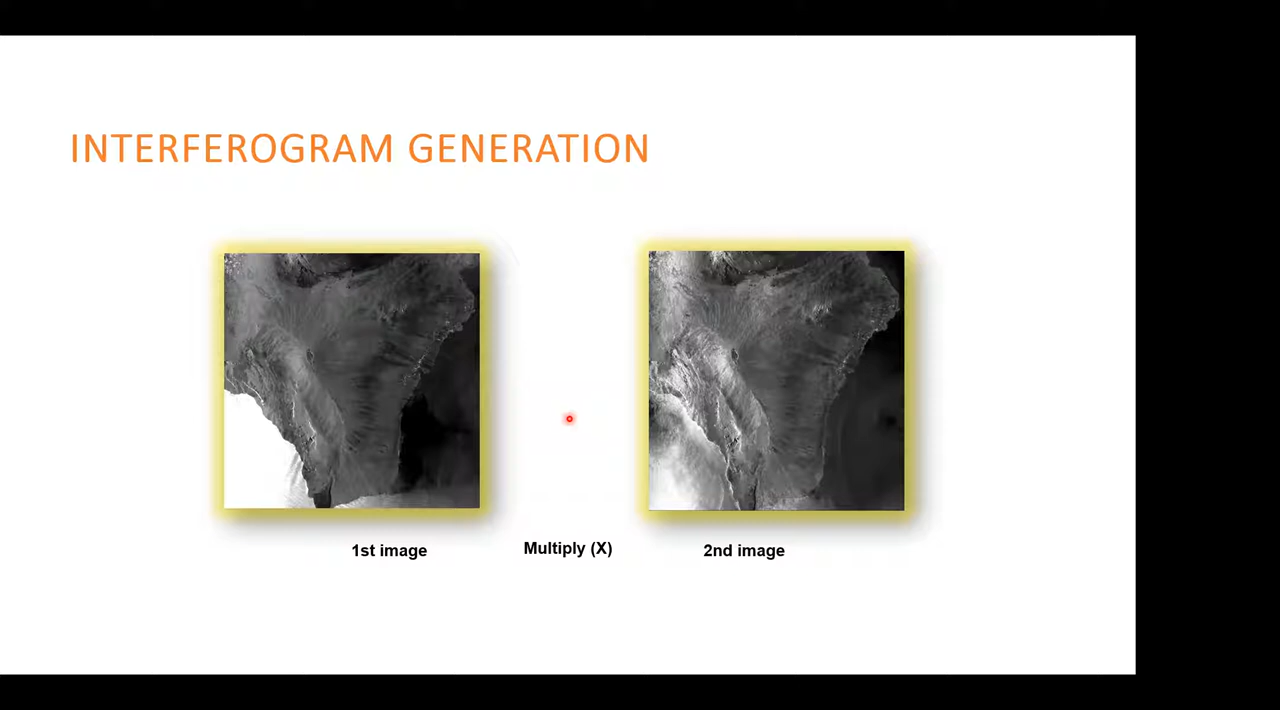 INTERFEROGRAM GENERATION
1st image
Multiply (X)
2nd image